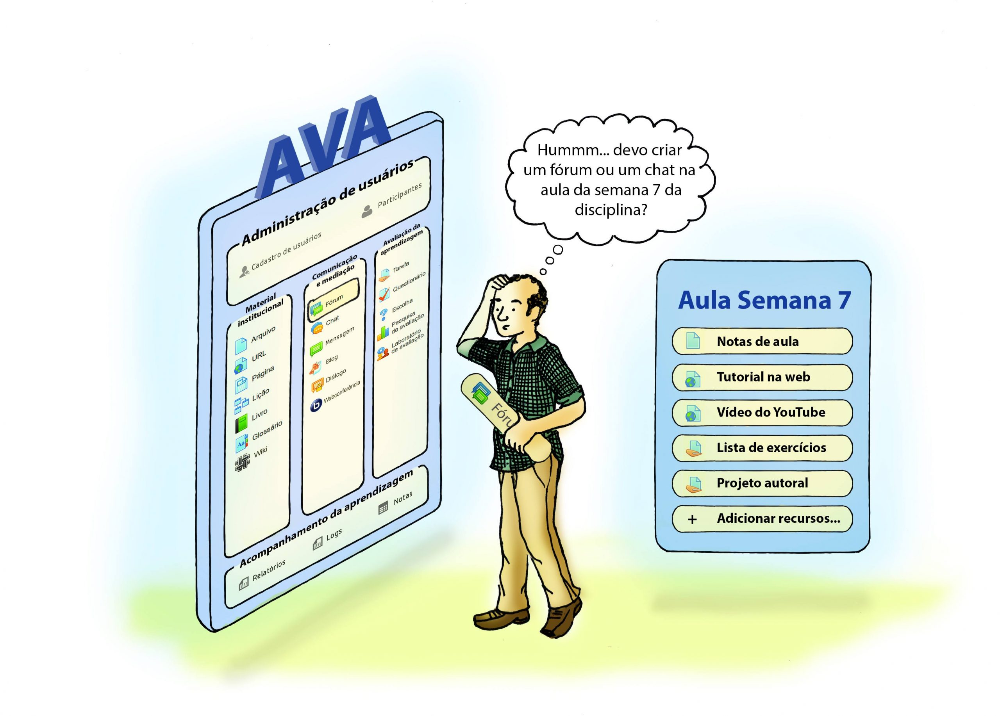 AVA
Administração de usuários
Cadastro de usuários
Participantes
Material
institucional
Arquivo
URL
Página
Lição
Livro
Glossário
Wiki
Comunicação
e mediação
Fórum
Chat
Mensagem
Blog
Diálogo
Webconferência
Avaliação da
aprendizagem
Tarefa
Questionário
Escolha
Pesquisa
de avaliação
Laboratório
de avaliação
Acompanhamento da aprendizagem
Relatórios
Logs
Notas
Hummm... devo criar
um fórum ou um chat na
aula da semana 7 da
disciplina?
Fóru
Aula Semana 7
Notas de aula
Tutorial na web
Vídeo do YouTube
Lista de exercícios
Projeto autoral
+ Adicionar recursos...